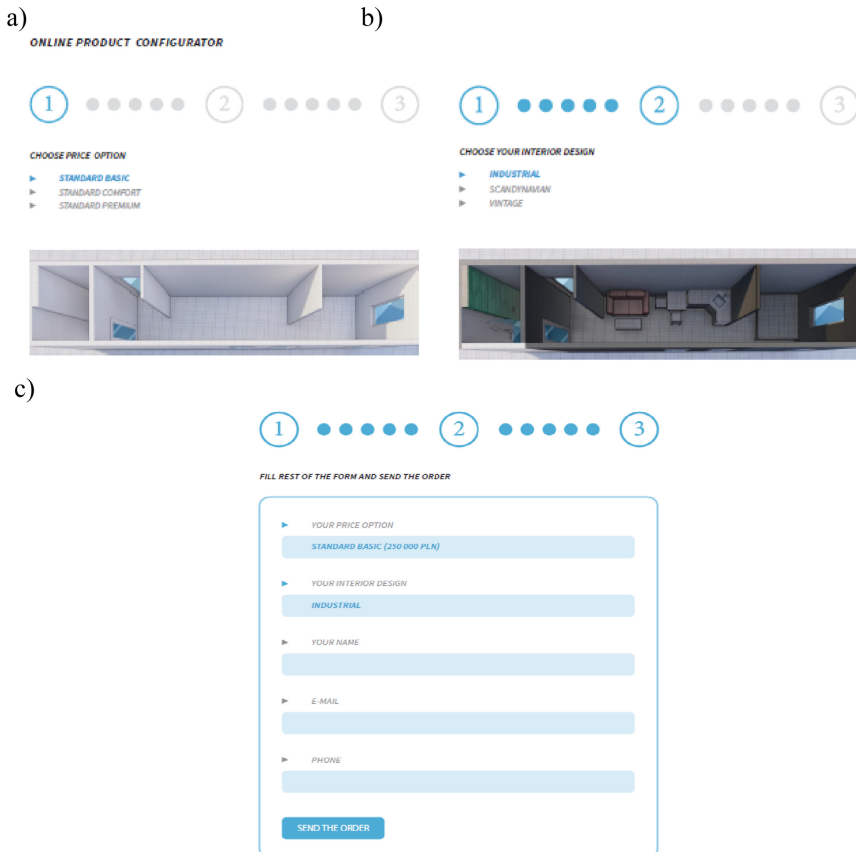 a)
ONLINE PRODUCT CONFIGURATOR
1 2 3
CHOOSE PRICE OPTION
STANDARD BASIC
STANDARD COMFORT
STANDARD PREMIUM
b)
1 2 3
CHOOSE YOUR INTERIOR DESIGN
INDUSTRIAL
SCANDYNAVIAN
VINTAGE
c)
1 2 3
FILL REST OF THE FORM AND SEND THE ORDER
YOUR PRICE OPTION
STANDARD BASIC (250 000 PLN)
YOUR INTERIOR DESIGN
INDUSTRIAL
YOUR NAME
E-MAIL
PHONE
SEND THE ORDER